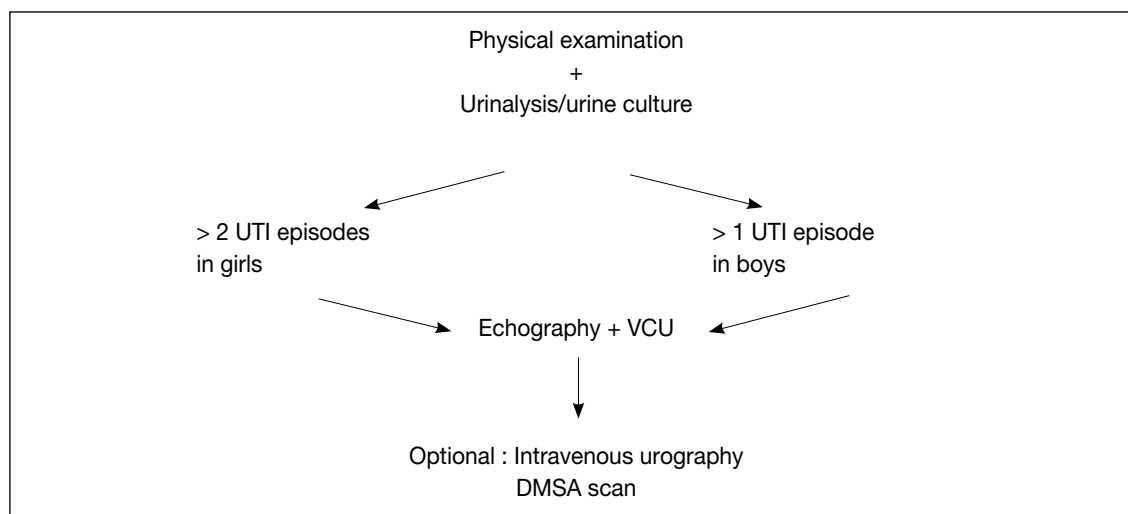 Physical examination
+
Urinalysis/urine culture
> 2 UTI episodes
in girls
> 1 UTI episode
in boys
Echography + VCU
Optional : Intravenous urography
DMSA scan